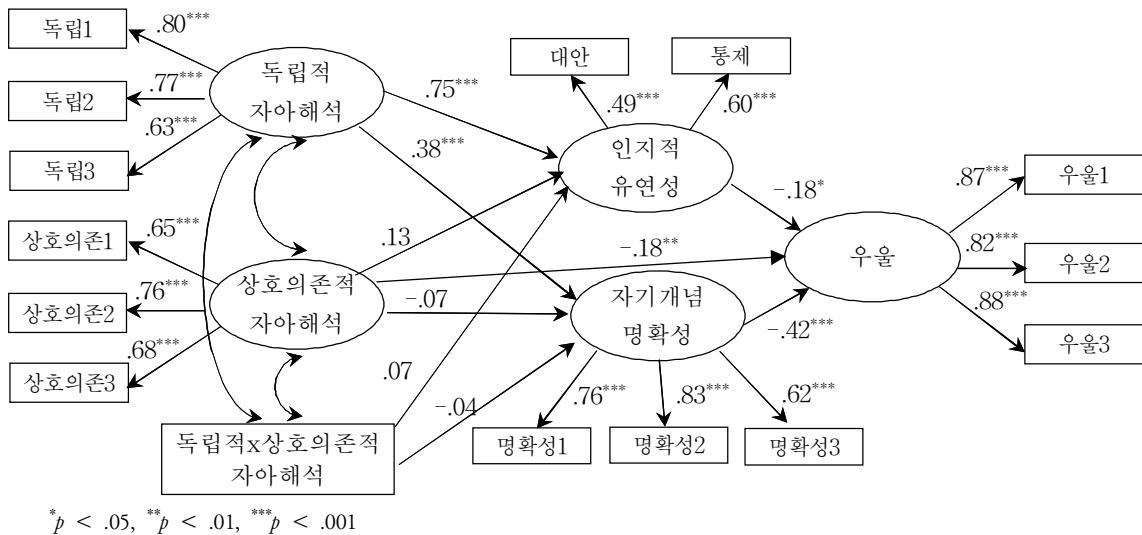 독립1
.80***
독립2
.77***
독립3
.63***
독립적
자아해석
대안
통제
.49***
.60***
.75***
.38***
인지적
유연성
-.18*
.87***
우울1
상호의존1
.65***
.13
-.18**
우울
.82***
우울2
상호의존2
.76***
상호의존적
자아해석
-.07
자기개념
명확성
-.42***
.88***
우울3
상호의존3
.68***
.07
-.04
.76***
.83***
.62***
독립적x상호의존적
자아해석
명확성1
명확성2
명확성3
*p < .05, **p < .01, ***p < .001